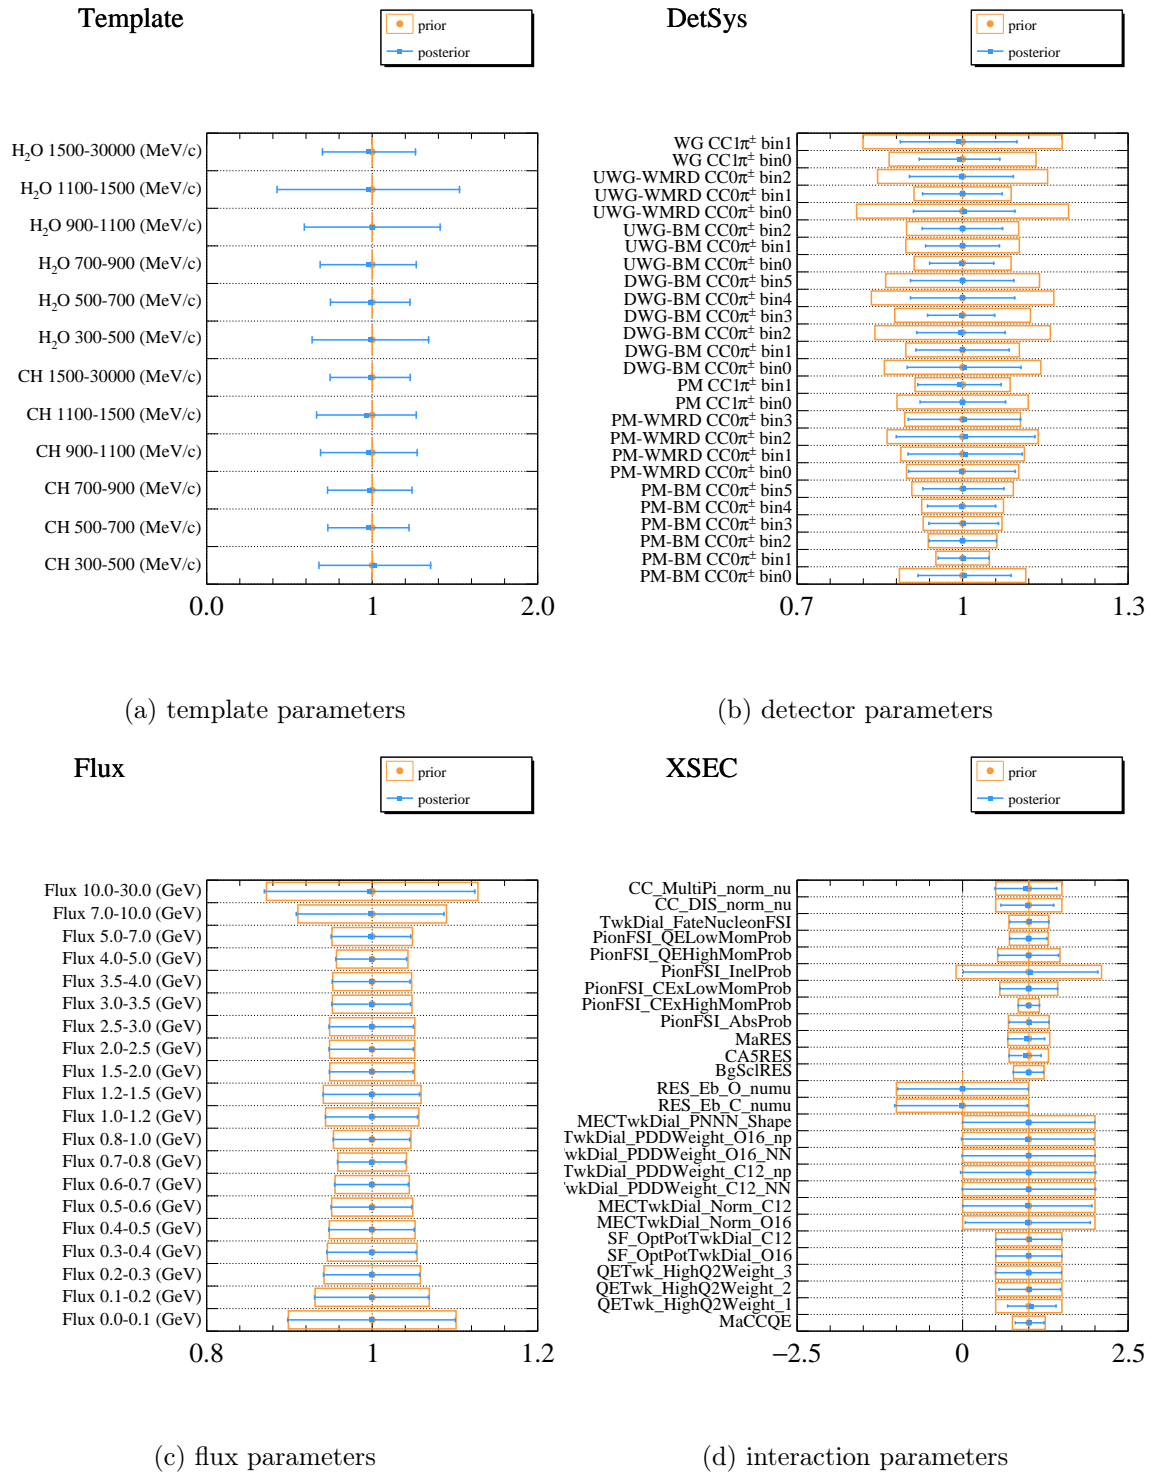 Template
prior
posterior
H₂O 1500-30000 (MeV/c)
H₂O 1100-1500 (MeV/c)
H₂O 900-1100 (MeV/c)
H₂O 700-900 (MeV/c)
H₂O 500-700 (MeV/c)
H₂O 300-500 (MeV/c)
CH 1500-30000 (MeV/c)
CH 1100-1500 (MeV/c)
CH 900-1100 (MeV/c)
CH 700-900 (MeV/c)
CH 500-700 (MeV/c)
CH 300-500 (MeV/c)
0.0 1 2.0
(a) template parameters
DetSys
prior
posterior
WG CC1π± bin1
WG CC1π± bin0
UWG-WMRD CC0π± bin2
UWG-WMRD CC0π± bin1
UWG-WMRD CC0π± bin0
UWG-BM CC0π± bin2
UWG-BM CC0π± bin1
UWG-BM CC0π± bin0
DWG-BM CC0π± bin5
DWG-BM CC0π± bin4
DWG-BM CC0π± bin3
DWG-BM CC0π± bin2
DWG-BM CC0π± bin1
DWG-BM CC0π± bin0
PM CC1π± bin1
PM CC1π± bin0
PM-WMRD CC0π± bin3
PM-WMRD CC0π± bin2
PM-WMRD CC0π± bin1
PM-WMRD CC0π± bin0
PM-BM CC0π± bin5
PM-BM CC0π± bin4
PM-BM CC0π± bin3
PM-BM CC0π± bin2
PM-BM CC0π± bin1
PM-BM CC0π± bin0
0.7 1 1.3
(b) detector parameters
Flux
prior
posterior
Flux 10.0-30.0 (GeV)
Flux 7.0-10.0 (GeV)
Flux 5.0-7.0 (GeV)
Flux 4.0-5.0 (GeV)
Flux 3.5-4.0 (GeV)
Flux 3.0-3.5 (GeV)
Flux 2.5-3.0 (GeV)
Flux 2.0-2.5 (GeV)
Flux 1.5-2.0 (GeV)
Flux 1.2-1.5 (GeV)
Flux 1.0-1.2 (GeV)
Flux 0.8-1.0 (GeV)
Flux 0.7-0.8 (GeV)
Flux 0.6-0.7 (GeV)
Flux 0.5-0.6 (GeV)
Flux 0.4-0.5 (GeV)
Flux 0.3-0.4 (GeV)
Flux 0.2-0.3 (GeV)
Flux 0.1-0.2 (GeV)
Flux 0.0-0.1 (GeV)
0.8 1 1.2
(c) flux parameters
XSEC
prior
posterior
CC_MultiPi_norm_nu
CC_DIS_norm_nu
TwkDial_FateNucleonFSI
PionFSI_QELowMomProb
PionFSI_QEHighMomProb
PionFSI_InelProb
PionFSI_CExLowMomProb
PionFSI_CExHighMomProb
PionFSI_AbsProb
MaRES
CA5RES
BgSclRES
RES_Eb_O_numu
RES_Eb_C_numu
MECTwkDial_PNNN_Shape
TwkDial_PDDWeight_O16_np
wkDial_PDDWeight_O16_NN
TwkDial_PDDWeight_C12_np
wkDial_PDDWeight_C12_NN
MECTwkDial_Norm_C12
MECTwkDial_Norm_O16
SF_OptPotTwkDial_C12
SF_OptPotTwkDial_O16
QETwk_HighQ2Weight_3
QETwk_HighQ2Weight_2
QETwk_HighQ2Weight_1
MaCCQE
−2.5 0 2.5
(d) interaction parameters